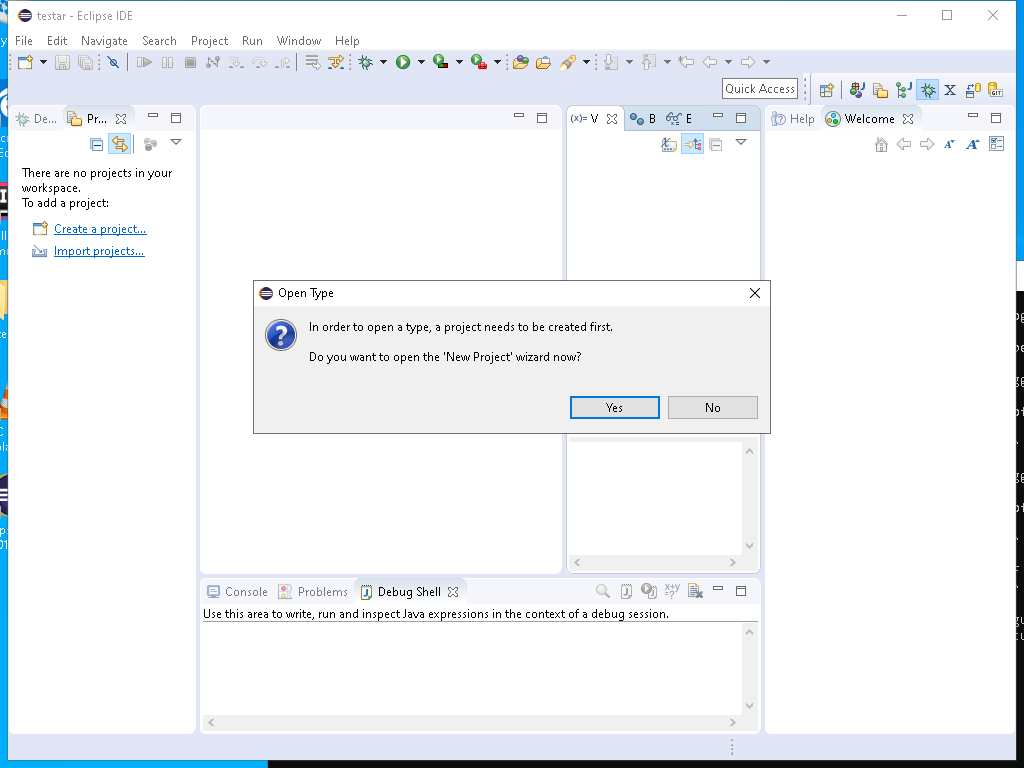 testar - Eclipse IDE
File Edit Navigate Search Project Run Window Help
Quick Access
De... Pr...
(x)= V B E
Help Welcome
There are no projects in your
workspace.
To add a project:
Create a project...
Import projects...
Open Type
In order to open a type, a project needs to be created first.
Do you want to open the 'New Project' wizard now?
Yes No
Console Problems Debug Shell
Use this area to write, run and inspect Java expressions in the context of a debug session.